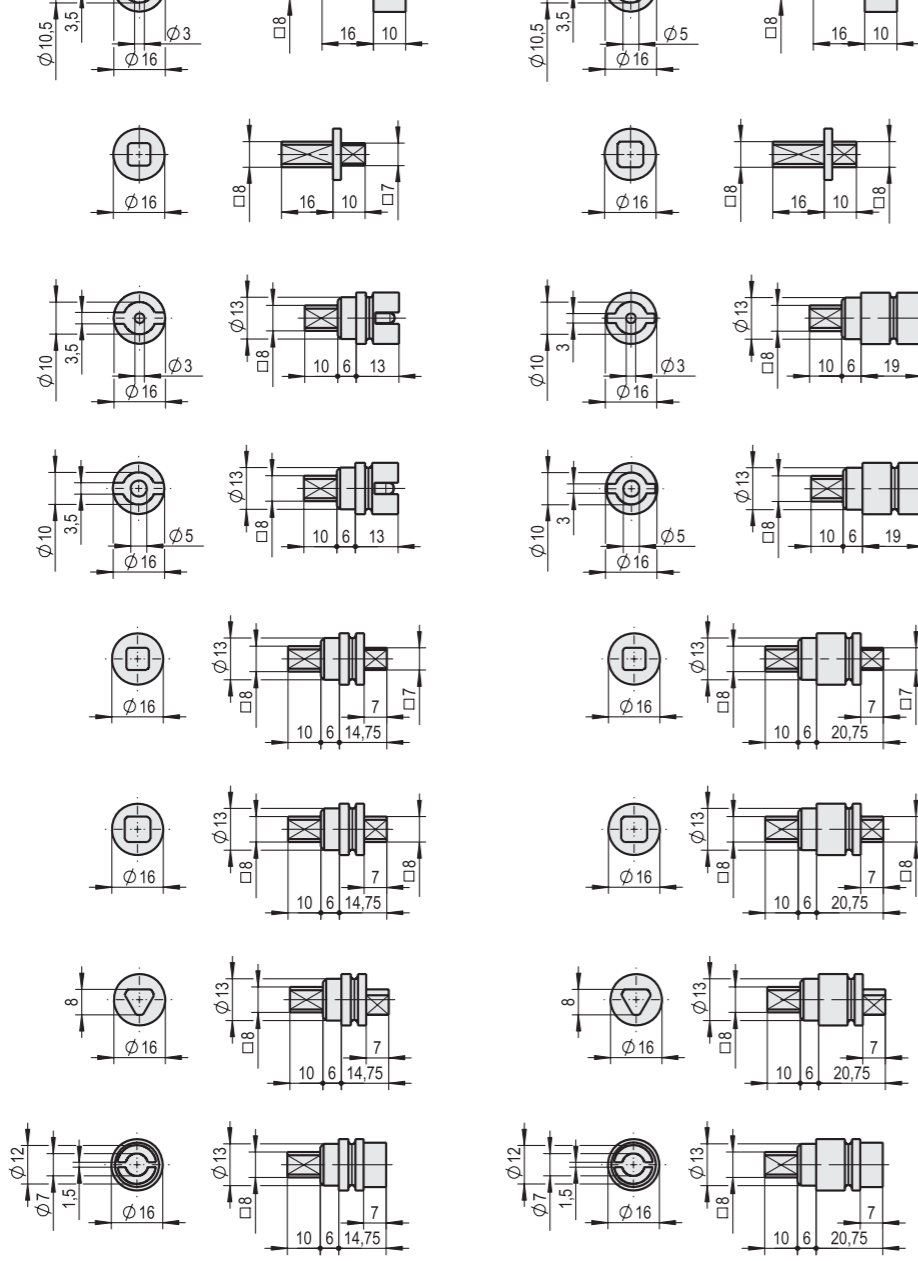 Ø10,5 3,5 Ø3 □8 16 10 Ø10,5 3,5 Ø5 □8 16 10
Ø16 Ø16
□8 □7 □8 □8
Ø16 16 10 Ø16 16 10
Ø10 3,5 Ø13 □8 Ø10 3 Ø13 □8
Ø3 10 6 13 Ø3 10 6 19
Ø16 Ø16
Ø10 3,5 Ø13 □8 Ø10 3 Ø13 □8
Ø5 10 6 13 Ø5 10 6 19
Ø16 Ø16
Ø13 □8 □7 Ø13 □8 □7
Ø16 7 Ø16 7
10 6 14,75 10 6 20,75
Ø13 □8 □8 Ø13 □8 □8
Ø16 7 Ø16 7
10 6 14,75 10 6 20,75
8 Ø13 □8 8 Ø13 □8
Ø16 7 Ø16 7
10 6 14,75 10 6 20,75
Ø12 Ø7 1,5 Ø13 □8 Ø12 Ø7 1,5 Ø13 □8
Ø16 7 Ø16 7
10 6 14,75 10 6 20,75